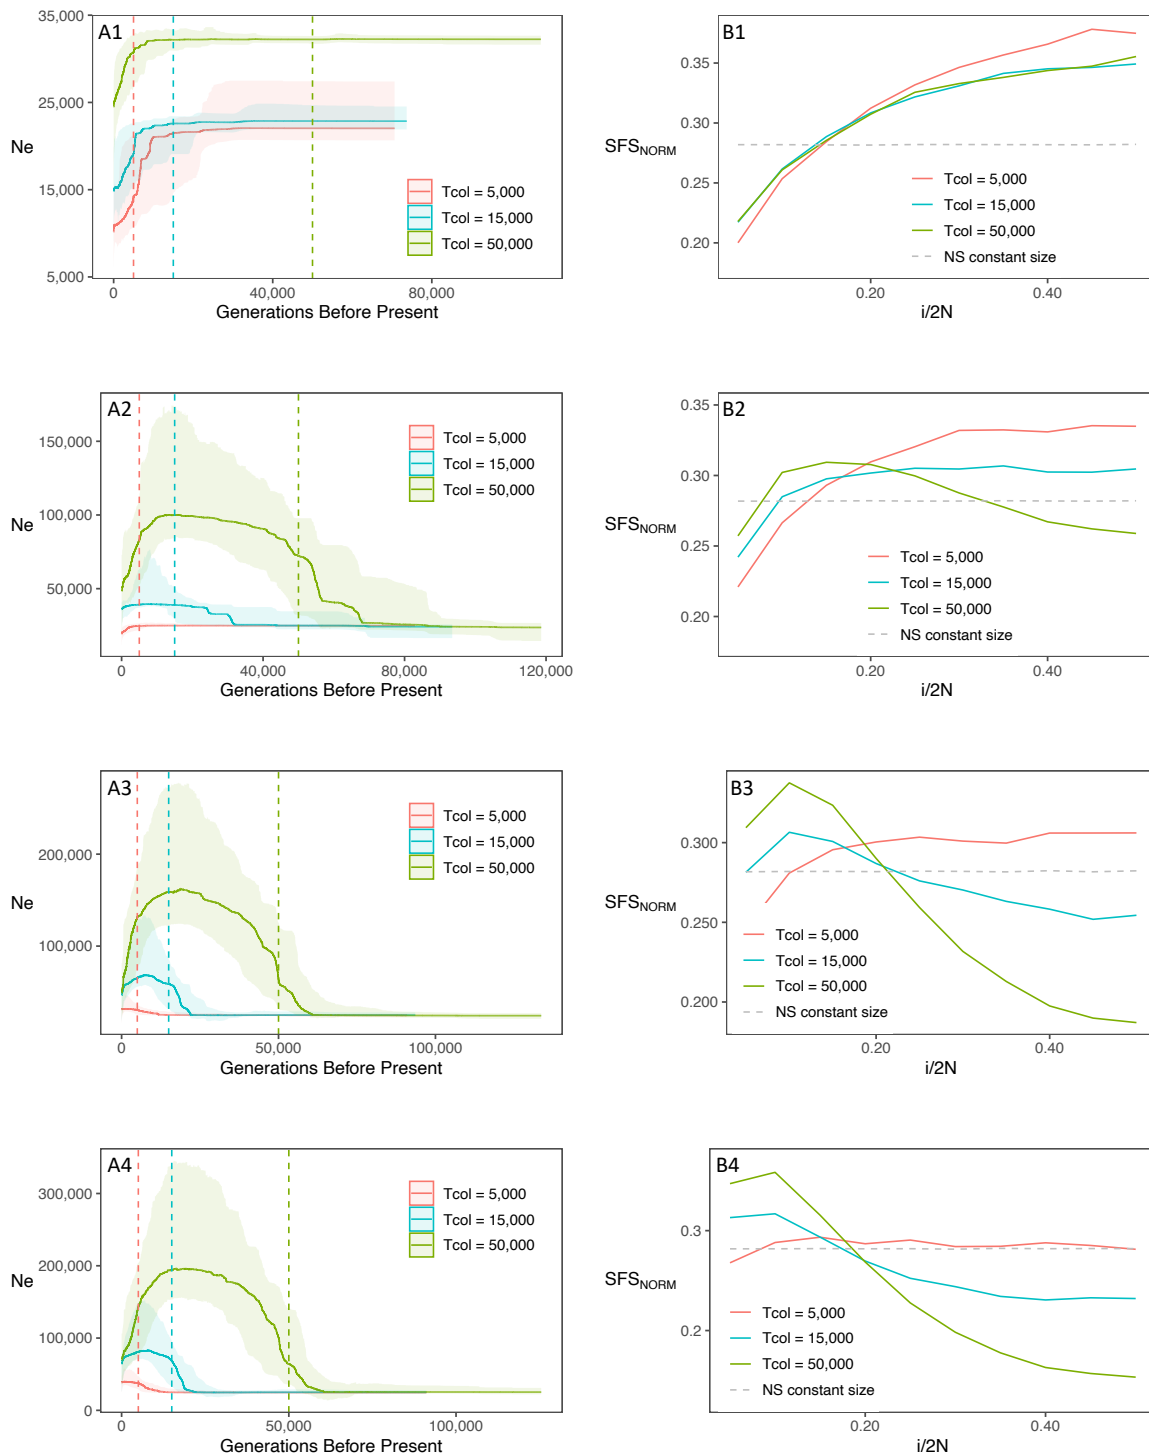 A1
35,000
25,000
15,000
5,000
Ne
Tcol = 5,000
Tcol = 15,000
Tcol = 50,000
0
40,000
80,000
Generations Before Present
B1
0.35
0.30
0.25
0.20
SFSNORM
Tcol = 5,000
Tcol = 15,000
Tcol = 50,000
NS constant size
0.20
0.40
i/2N
A2
150,000
100,000
50,000
Ne
Tcol = 5,000
Tcol = 15,000
Tcol = 50,000
0
40,000
80,000
120,000
Generations Before Present
B2
0.35
0.30
0.25
0.20
SFSNORM
Tcol = 5,000
Tcol = 15,000
Tcol = 50,000
NS constant size
0.20
0.40
i/2N
A3
200,000
100,000
Ne
Tcol = 5,000
Tcol = 15,000
Tcol = 50,000
0
50,000
100,000
Generations Before Present
B3
0.300
0.250
0.200
SFSNORM
Tcol = 5,000
Tcol = 15,000
Tcol = 50,000
NS constant size
0.20
0.40
i/2N
A4
300,000
200,000
100,000
0
Ne
Tcol = 5,000
Tcol = 15,000
Tcol = 50,000
0
50,000
100,000
Generations Before Present
B4
0.3
0.2
SFSNORM
Tcol = 5,000
Tcol = 15,000
Tcol = 50,000
NS constant size
0.20
0.40
i/2N